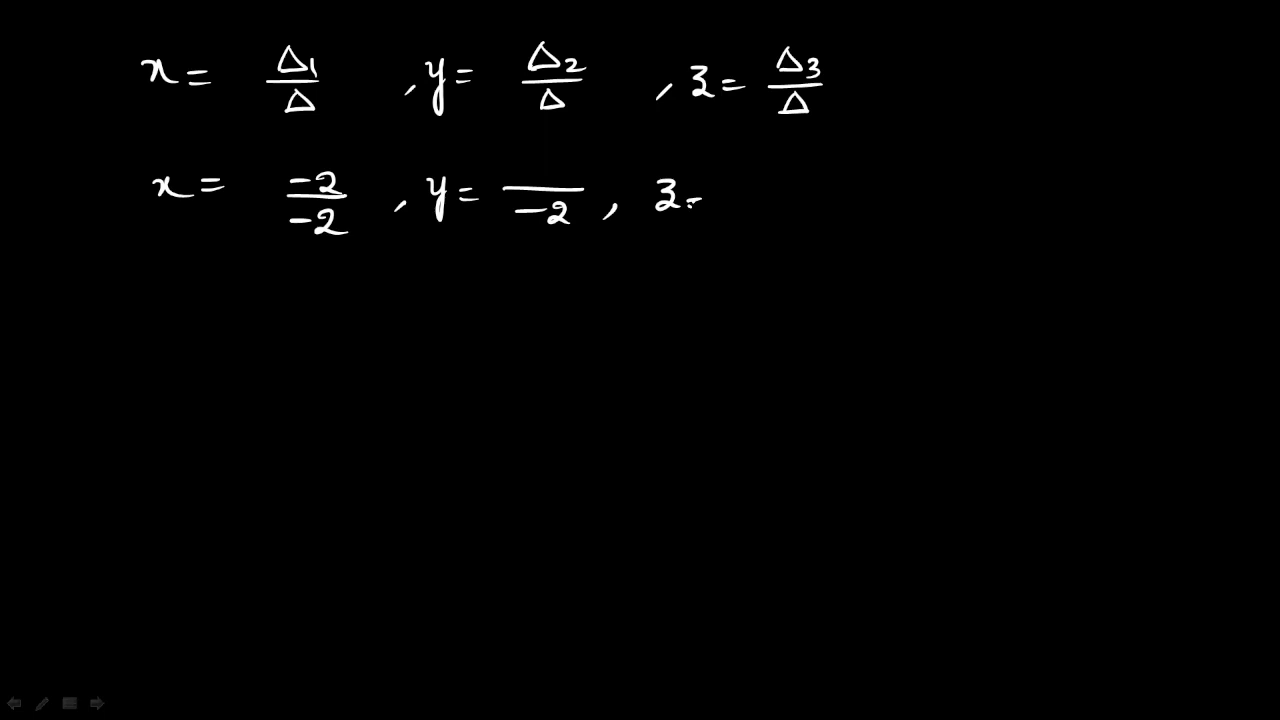 x = Δ1/Δ , y = Δ2/Δ , z = Δ3/Δ
x = -2/-2 , y = /-2 , z =